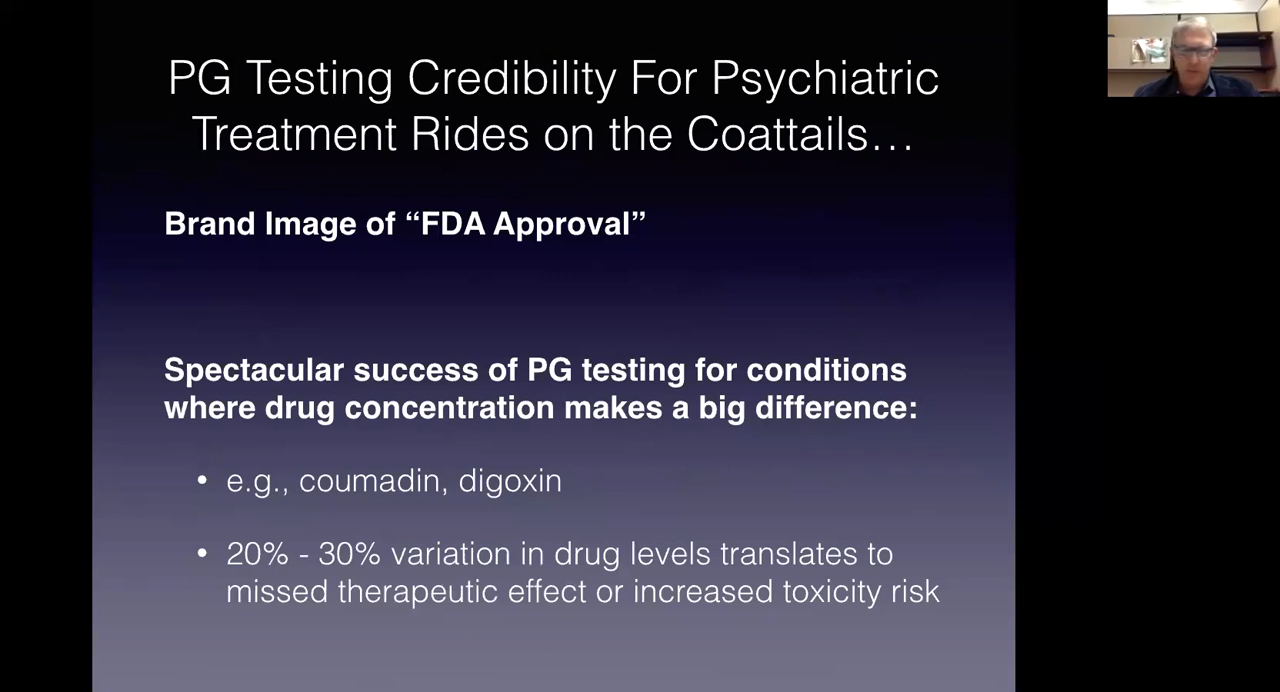 PG Testing Credibility For Psychiatric
Treatment Rides on the Coattails…
Brand Image of “FDA Approval”
Spectacular success of PG testing for conditions
where drug concentration makes a big difference:
• e.g., coumadin, digoxin
• 20% - 30% variation in drug levels translates to
missed therapeutic effect or increased toxicity risk